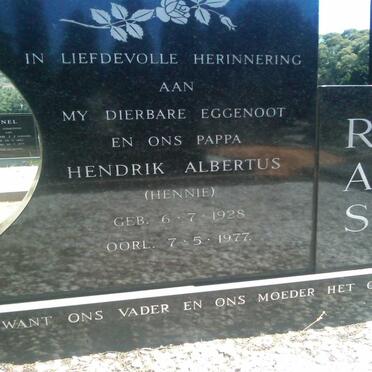 IN LIEFDEVOLLE HERINNERING
AAN
MY DIERBARE EGGENOOT
EN ONS PAPPA
HENDRIK ALBERTUS
(HENNIE)
GEB. 6·7·1928
OORL. 7·5·1977.
WANT ONS VADER EN ONS MOEDER HET
R
A
S
NEL